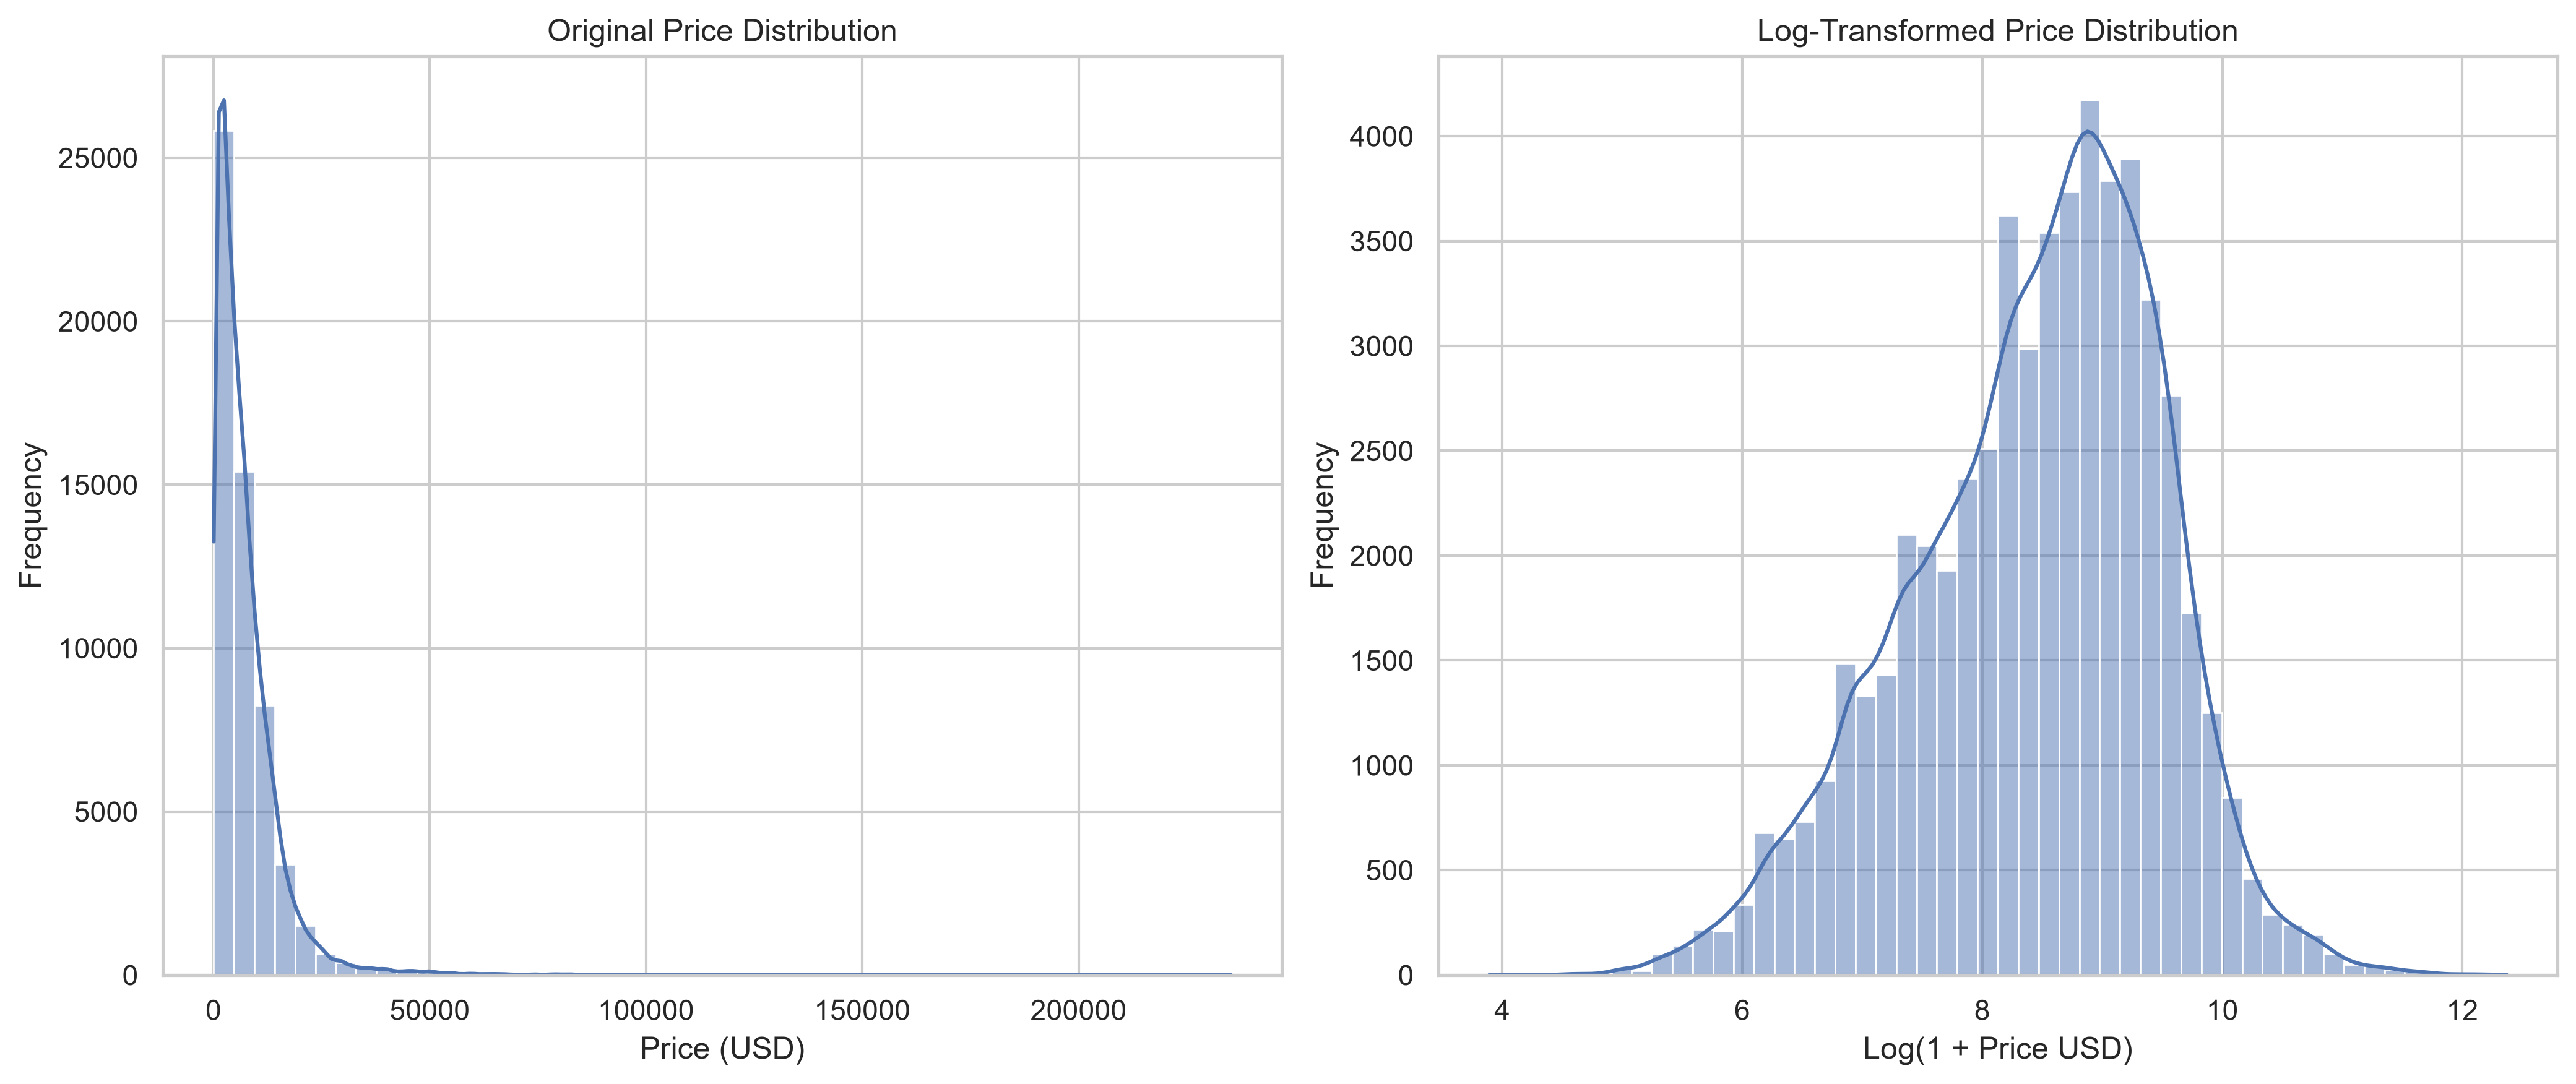 Original Price Distribution
25000
20000
15000
10000
5000
0
Frequency
0 50000 100000 150000 200000
Price (USD)
Log-Transformed Price Distribution
4000
3500
3000
2500
2000
1500
1000
500
0
Frequency
4 6 8 10 12
Log(1 + Price USD)